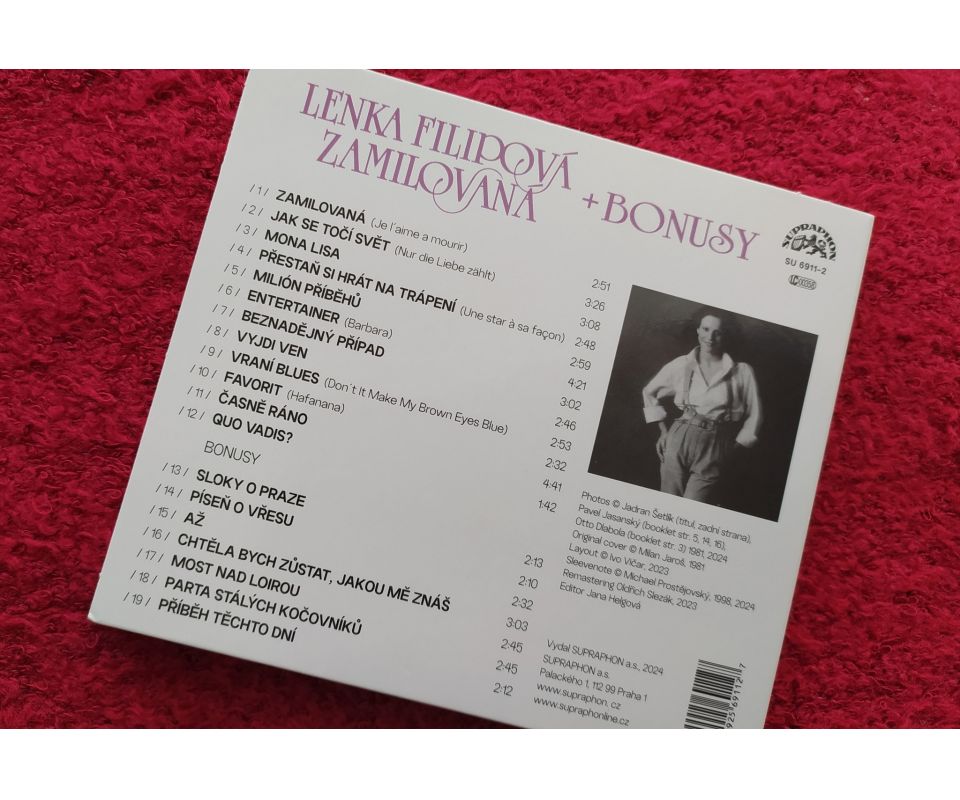 LENKA FILIPOVÁ
ZAMILOVANÁ + BONUSY
/ 1 / ZAMILOVANÁ (Je l´aime a mourir) 2:51
/ 2 / JAK SE TOČÍ SVĚT (Nur die Liebe zählt) 3:26
/ 3 / MONA LISA 3:08
/ 4 / PŘESTAŇ SI HRÁT NA TRÁPENÍ (Une star à sa façon) 2:48
/ 5 / MILIÓN PŘÍBĚHŮ 2:59
/ 6 / ENTERTAINER (Barbara) 4:21
/ 7 / BEZNADĚJNÝ PŘÍPAD 3:02
/ 8 / VYJDI VEN 2:46
/ 9 / VRANÍ BLUES (Don´t It Make My Brown Eyes Blue) 2:53
/ 10 / FAVORIT (Hafanana) 2:32
/ 11 / ČASNĚ RÁNO 4:41
/ 12 / QUO VADIS? 1:42
BONUSY
/ 13 / SLOKY O PRAZE 2:13
/ 14 / PÍSEŇ O VŘESU 2:10
/ 15 / AŽ 2:32
/ 16 / CHTĚLA BYCH ZŮSTAT, JAKOU MĚ ZNÁŠ 3:03
/ 17 / MOST NAD LOIROU 2:45
/ 18 / PARTA STÁLÝCH KOČOVNÍKŮ 2:45
/ 19 / PŘÍBĚH TĚCHTO DNÍ 2:12
SUPRAPHON
SU 6911-2
LC 00358
Photos © Jadran Šetlík (titul, zadní strana),
Pavel Jasanský (booklet str. 5, 14, 16),
Otto Dlabola (booklet str. 3) 1981, 2024
Original cover © Milan Jaroš, 1981
Layout © Ivo Vičar, 2023
Sleevenote © Michael Prostějovský, 1998, 2024
Remastering Oldřich Slezák, 2023
Editor Jana Helgová
Vydal SUPRAPHON a.s., 2024
SUPRAPHON a.s.
Palackého 1, 112 99 Praha 1
www.supraphon.cz
www.supraphonline.cz
925 69112 7